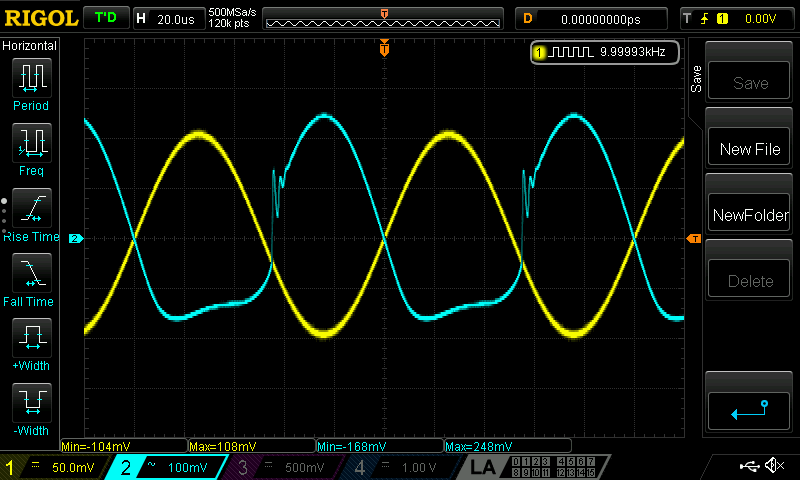 RIGOL T'D H 20.0us 500MSa/s 120k pts T D 0.00000000ps T 1 0.00V
Horizontal
1 9.99993kHz
T
Save
Save
Period
New File
Freq
NewFolder
Rise Time
2
T
Delete
Fall Time
+Width
-Width
Min=-104mV Max=108mV Min=-168mV Max=248mV
1 50.0mV 2 ~ 100mV 3 500mV 4 1.00 V LA 0 1 2 3 4 5 6 7
8 9 10 11 12 13 14 15